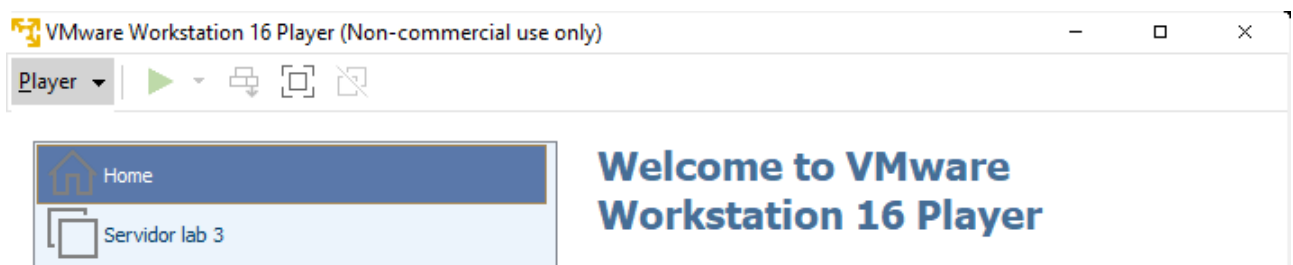 VMware Workstation 16 Player (Non-commercial use only)
Player
Home
Servidor lab 3
Welcome to VMware
Workstation 16 Player